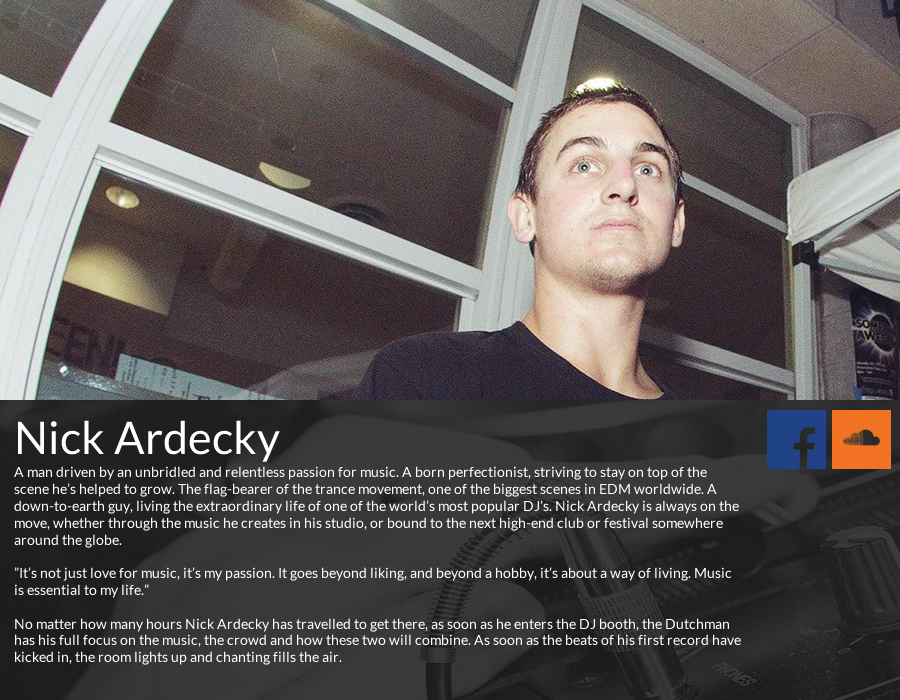 Nick Ardecky
A man driven by an unbridled and relentless passion for music. A born perfectionist, striving to stay on top of the
scene he's helped to grow. The flag-bearer of the trance movement, one of the biggest scenes in EDM worldwide. A
down-to-earth guy, living the extraordinary life of one of the world's most popular DJ's. Nick Ardecky is always on the
move, whether through the music he creates in his studio, or bound to the next high-end club or festival somewhere
around the globe.
"It's not just love for music, it's my passion. It goes beyond liking, and beyond a hobby, it's about a way of living. Music
is essential to my life."
No matter how many hours Nick Ardecky has travelled to get there, as soon as he enters the DJ booth, the Dutchman
has his full focus on the music, the crowd and how these two will combine. As soon as the beats of his first record have
kicked in, the room lights up and chanting fills the air.
PHONES